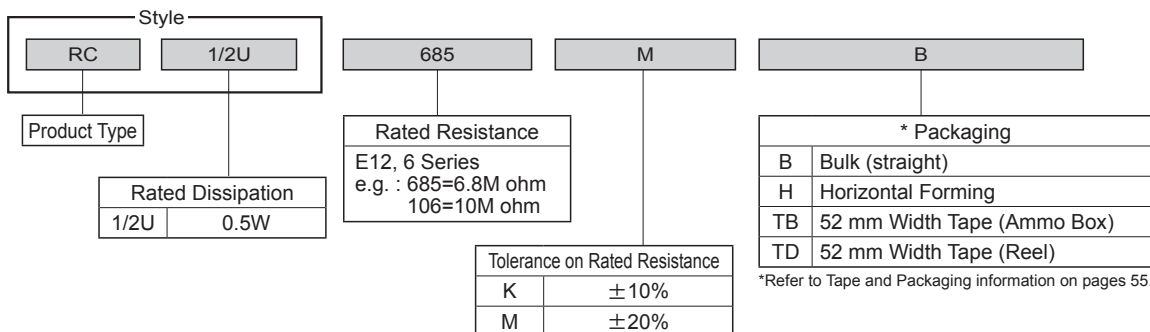 Style
RC 1/2U 685 M B
Product Type
Rated Dissipation
1/2U 0.5W
Rated Resistance
E12, 6 Series
e.g. : 685=6.8M ohm
106=10M ohm
Tolerance on Rated Resistance
K ±10%
M ±20%
* Packaging
B Bulk (straight)
H Horizontal Forming
TB 52 mm Width Tape (Ammo Box)
TD 52 mm Width Tape (Reel)
*Refer to Tape and Packaging information on pages 55.